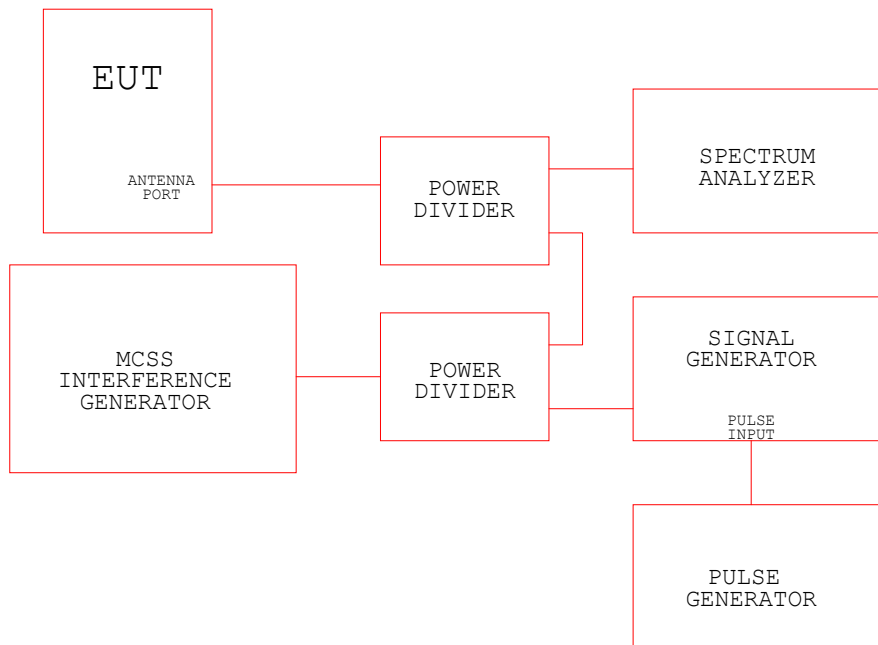 EUT
ANTENNA
PORT
POWER
DIVIDER
SPECTRUM
ANALYZER
MCSS
INTERFERENCE
GENERATOR
POWER
DIVIDER
SIGNAL
GENERATOR
PULSE
INPUT
PULSE
GENERATOR